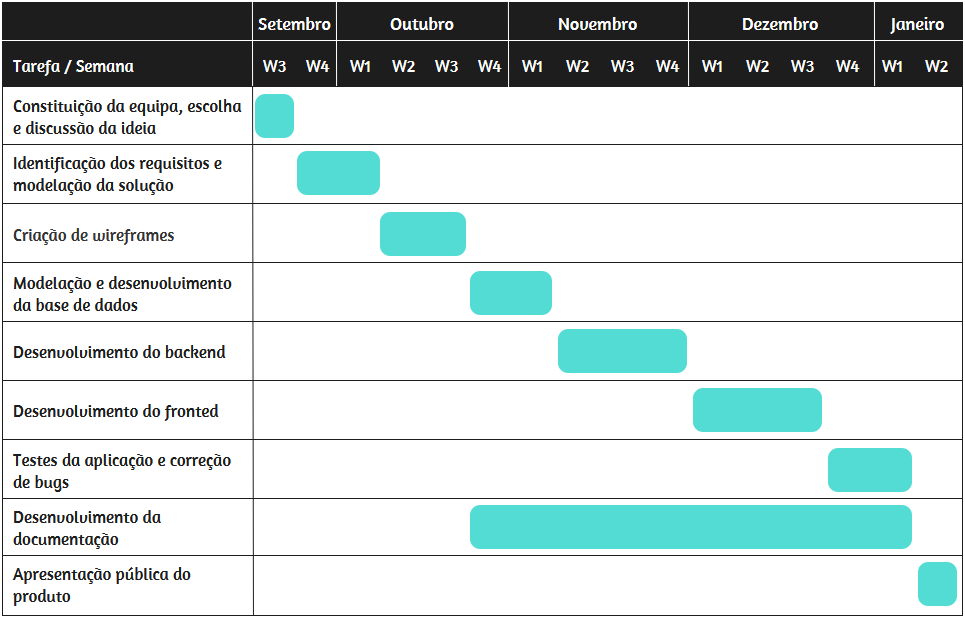 Setembro Outubro Novembro Dezembro Janeiro
Tarefa / Semana W3 W4 W1 W2 W3 W4 W1 W2 W3 W4 W1 W2 W3 W4 W1 W2
Constituição da equipa, escolha
e discussão da ideia
Identificação dos requisitos e
modelação da solução
Criação de wireframes
Modelação e desenvolvimento
da base de dados
Desenvolvimento do backend
Desenvolvimento do fronted
Testes da aplicação e correção
de bugs
Desenvolvimento da
documentação
Apresentação pública do
produto